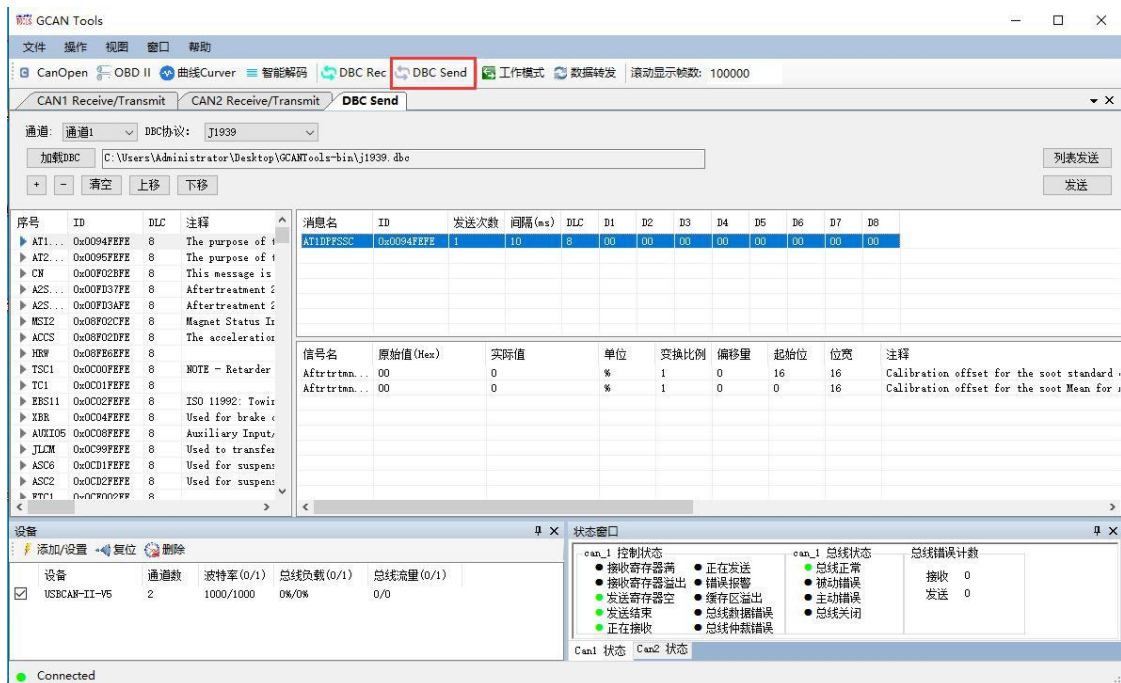 GCAN Tools
文件 操作 视图 窗口 帮助
CanOpen OBD II 曲线Curver 智能解码 DBC Rec DBC Send 工作模式 数据转发 滚动显示帧数: 100000
CAN1 Receive/Transmit CAN2 Receive/Transmit DBC Send
通道: 通道1 DBC协议: J1939
加载DBC C:\Users\Administrator\Desktop\GCANTools-bin\j1939.dbc 列表发送
+ - 清空 上移 下移 发送
序号 ID DLC 注释
AT1... 0x0094FEFE 8 The purpose of t
AT2... 0x0095FEFE 8 The purpose of t
CN 0x00F02BFE 8 This message is
A2S... 0x00FD37FE 8 Aftertreatment 2
A2S... 0x00FD3AFE 8 Aftertreatment 2
MSI2 0x08F02CFE 8 Magnet Status In
ACCS 0x08F02DFE 8 The acceleration
HRW 0x08FE6EFE 8
TSC1 0x0C00FEFE 8 NOTE - Retarder
TC1 0x0C01FEFE 8
EBS11 0x0C02FEFE 8 ISO 11992: Towin
XBR 0x0C04FEFE 8 Used for brake c
AUXIO5 0x0C08FEFE 8 Auxiliary Input/
JLCM 0x0C99FEFE 8 Used to transfer
ASC6 0x0CD1FEFE 8 Used for suspens
ASC2 0x0CD2FEFE 8 Used for suspens
消息名 ID 发送次数 间隔(ms) DLC D1 D2 D3 D4 D5 D6 D7 D8
AT1DPFSSC 0x0094FEFE 1 10 8 00 00 00 00 00 00 00 00
信号名 原始值(Hex) 实际值 单位 变换比例 偏移量 起始位 位宽 注释
Aftrtrtmn... 00 0 % 1 0 16 16 Calibration offset for the soot standard
Aftrtrtmn... 00 0 % 1 0 0 16 Calibration offset for the soot Mean for
设备
添加/设置 复位 删除
设备 通道数 波特率(0/1) 总线负载(0/1) 总线流量(0/1)
USBCAN-II-V5 2 1000/1000 0%/0% 0/0
状态窗口
can_1 控制状态 can_1 总线状态 总线错误计数
接收寄存器满 正在发送 总线正常 接收 0
接收寄存器溢出 错误报警 被动错误 发送 0
发送寄存器空 缓存区溢出 主动错误
发送结束 总线数据错误 总线关闭
正在接收 总线仲裁错误
Can1 状态 Can2 状态
Connected